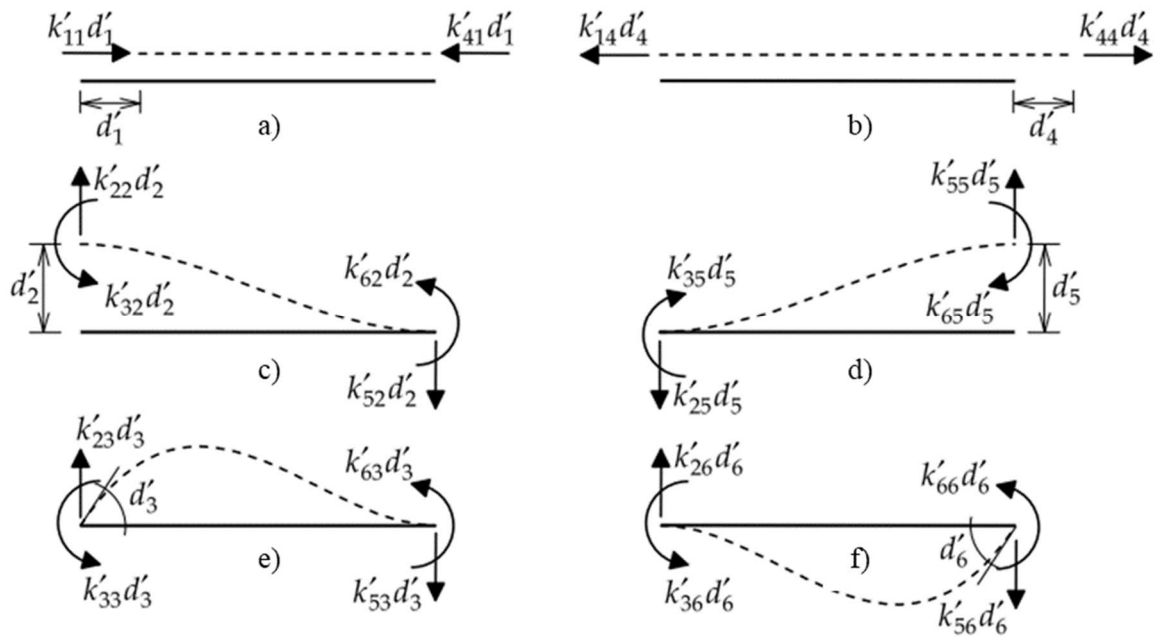 k′₁₁d′₁ k′₄₁d′₁ k′₁₄d′₄ k′₄₄d′₄
d′₁ a) b) d′₄
k′₂₂d′₂ k′₅₅d′₅
d′₂ k′₃₂d′₂ k′₆₂d′₂ k′₃₅d′₅ k′₆₅d′₅ d′₅
k′₅₂d′₂ c) k′₂₅d′₅ d)
k′₂₃d′₃ k′₆₃d′₃ k′₂₆d′₆ k′₆₆d′₆
d′₃ d′₆
k′₃₃d′₃ e) k′₅₃d′₃ k′₃₆d′₆ f) k′₅₆d′₆